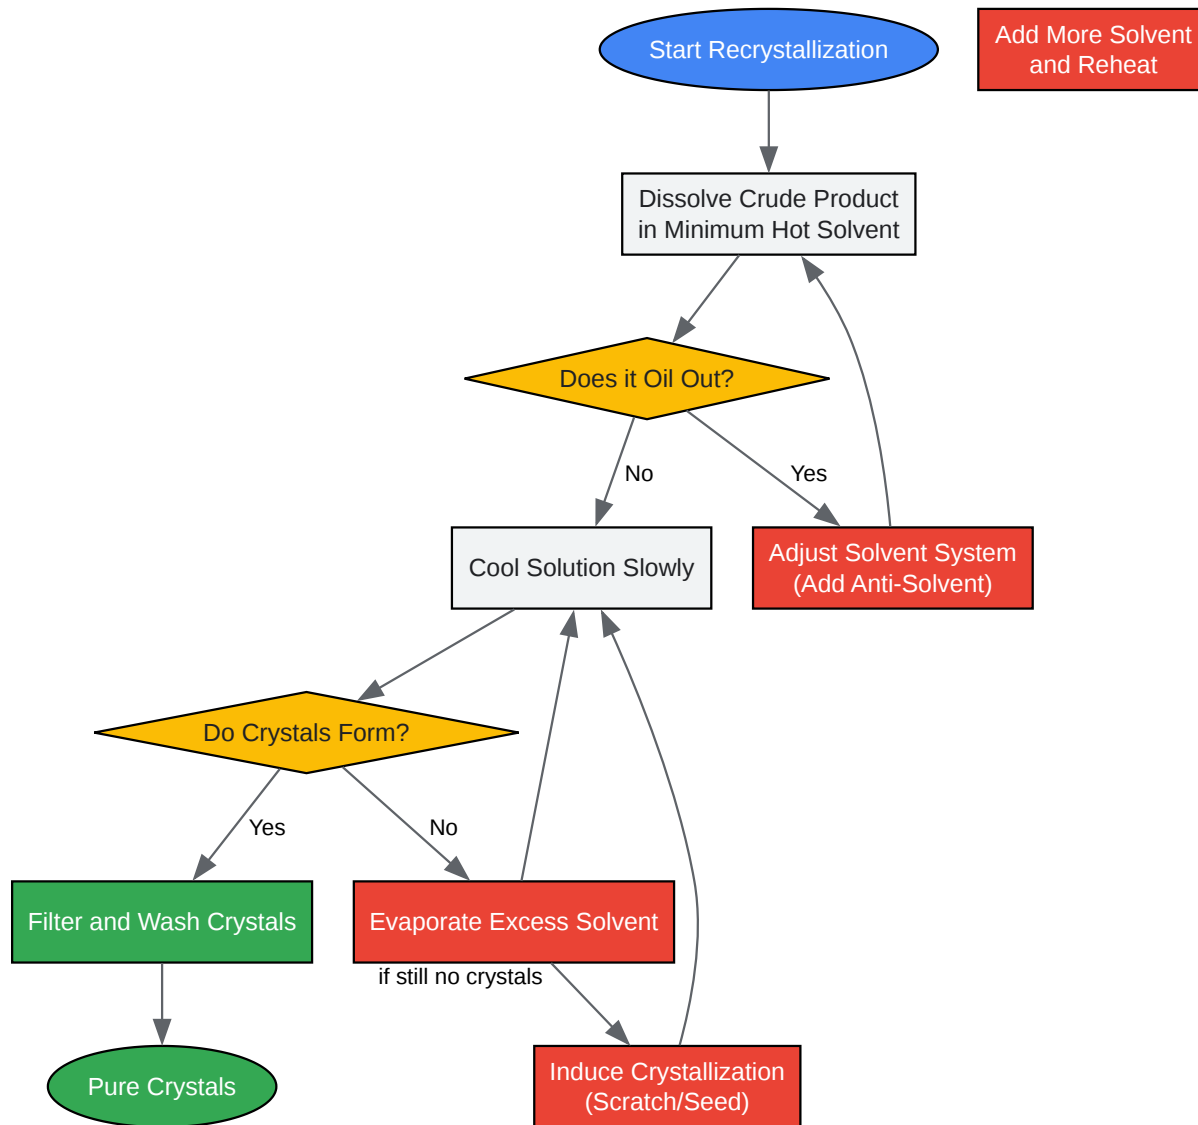 Start Recrystallization
Add More Solvent
and Reheat
Dissolve Crude Product
in Minimum Hot Solvent
Does it Oil Out?
No
Yes
Cool Solution Slowly
Adjust Solvent System
(Add Anti-Solvent)
Do Crystals Form?
Yes
No
Filter and Wash Crystals
Evaporate Excess Solvent
if still no crystals
Pure Crystals
Induce Crystallization
(Scratch/Seed)